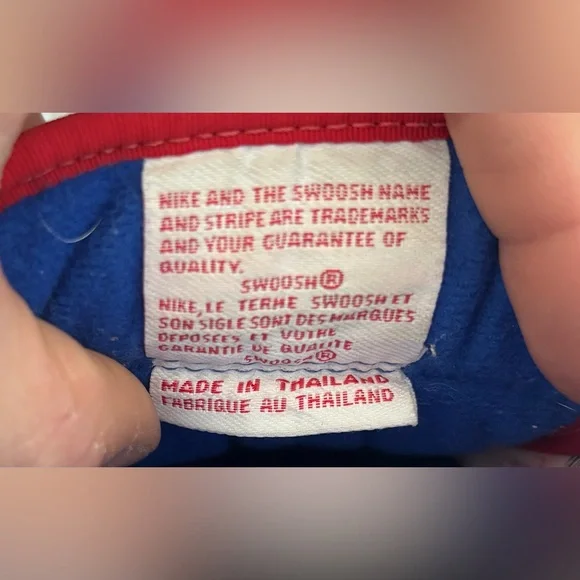 NIKE AND THE SWOOSH NAME
AND STRIPE ARE TRADEMARKS
AND YOUR GUARANTEE OF
QUALITY.
SWOOSH®
NIKE, LE TERME SWOOSH ET
SON SIGLE SONT DES MARQUES
DEPOSEES ET VOTRE
GARANTIE DE QUALITE
SWOOSH®
MADE IN THAILAND
FABRIQUE AU THAILAND